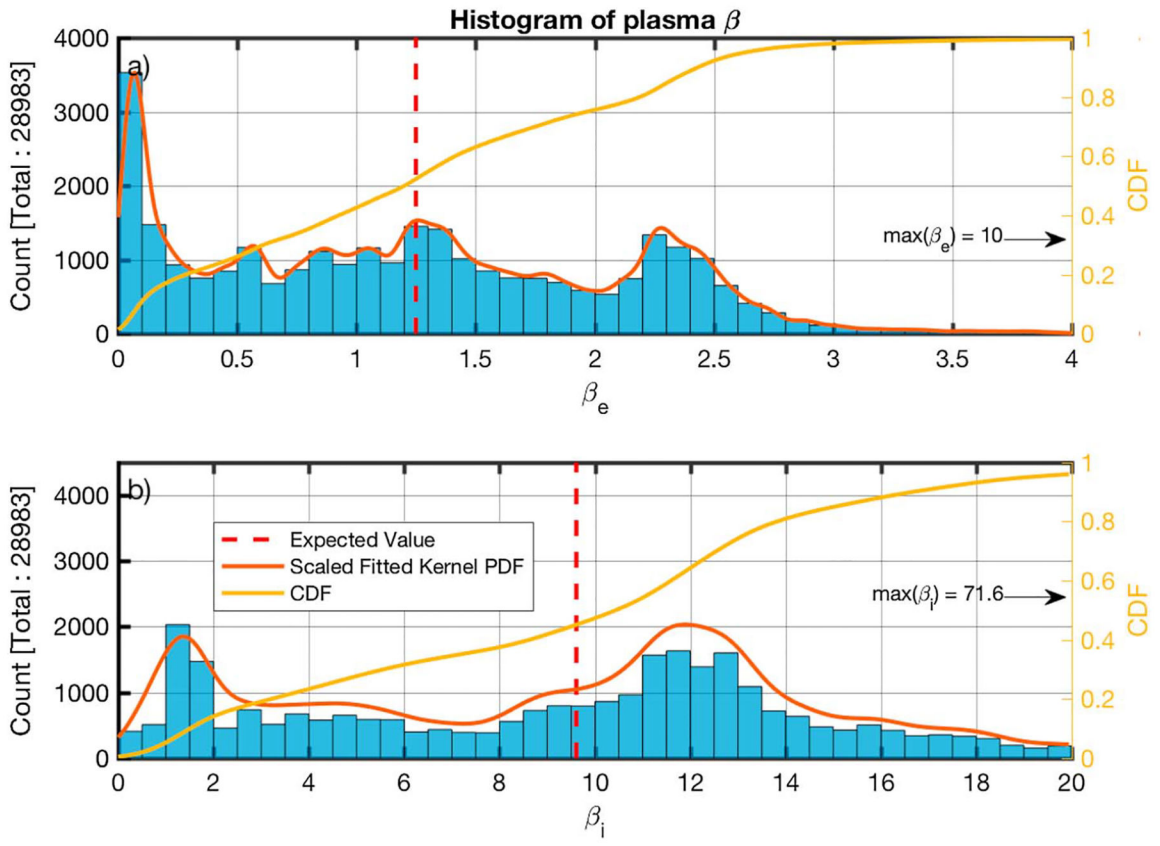 Histogram of plasma β
a)
Count [Total : 28983]
4000
3000
2000
1000
0
1
0.8
0.6
0.4
0.2
0
CDF
max(βe) = 10
0 0.5 1 1.5 2 2.5 3 3.5 4
βe
b)
Count [Total : 28983]
4000
3000
2000
1000
0
Expected Value
Scaled Fitted Kernel PDF
CDF
1
0.8
0.6
0.4
0.2
0
CDF
max(βi) = 71.6
0 2 4 6 8 10 12 14 16 18 20
βi